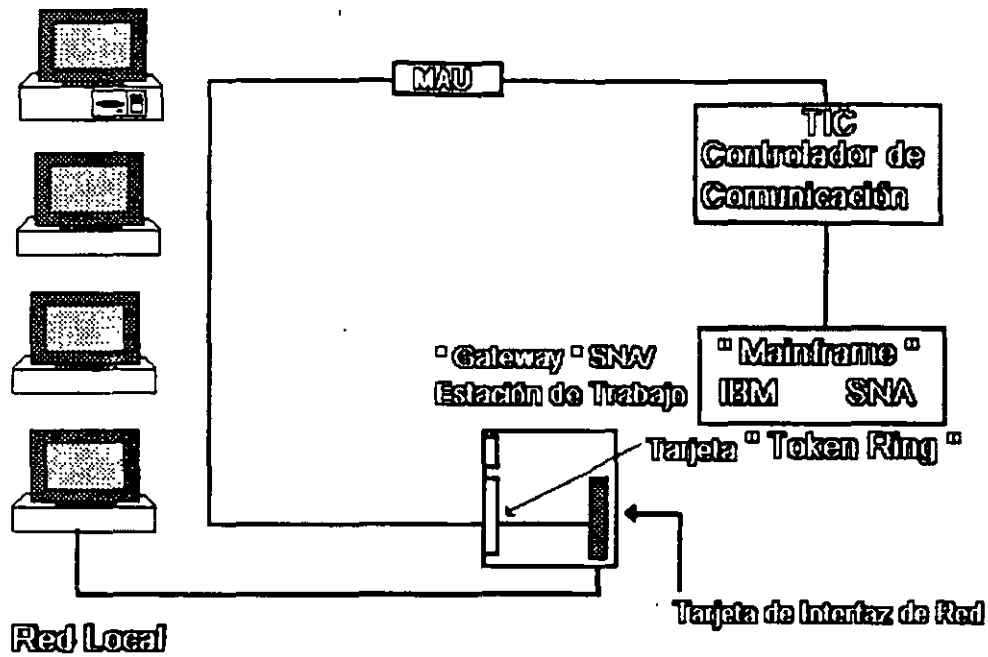 MAU
TIC
Controlador de
Comunicación
" Gateway " SNA/
Estación de Trabajo
" Mainframe "
IBM SNA
Tarjeta " Token Ring "
Tarjeta de Interfaz de Red
Red Local